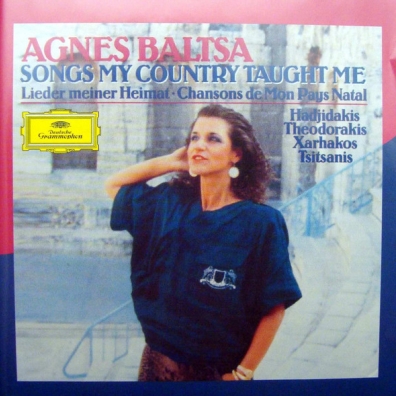 AGNES BALTSA
SONGS MY COUNTRY TAUGHT ME
Lieder meiner Heimat · Chansons de Mon Pays Natal
Hadjidakis
Theodorakis
Xarhakos
Tsitsanis
Deutsche
Grammophon